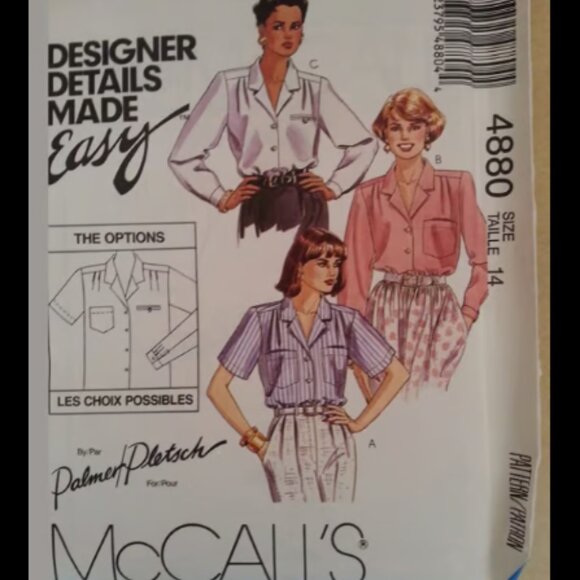 DESIGNER
DETAILS
MADE
Easy™
C
B
A
THE OPTIONS
LES CHOIX POSSIBLES
By/Par
Palmer/Pletsch
For/Pour
McCALL'S®
4880
SIZE
TAILLE 14
PATTERN/PATRON